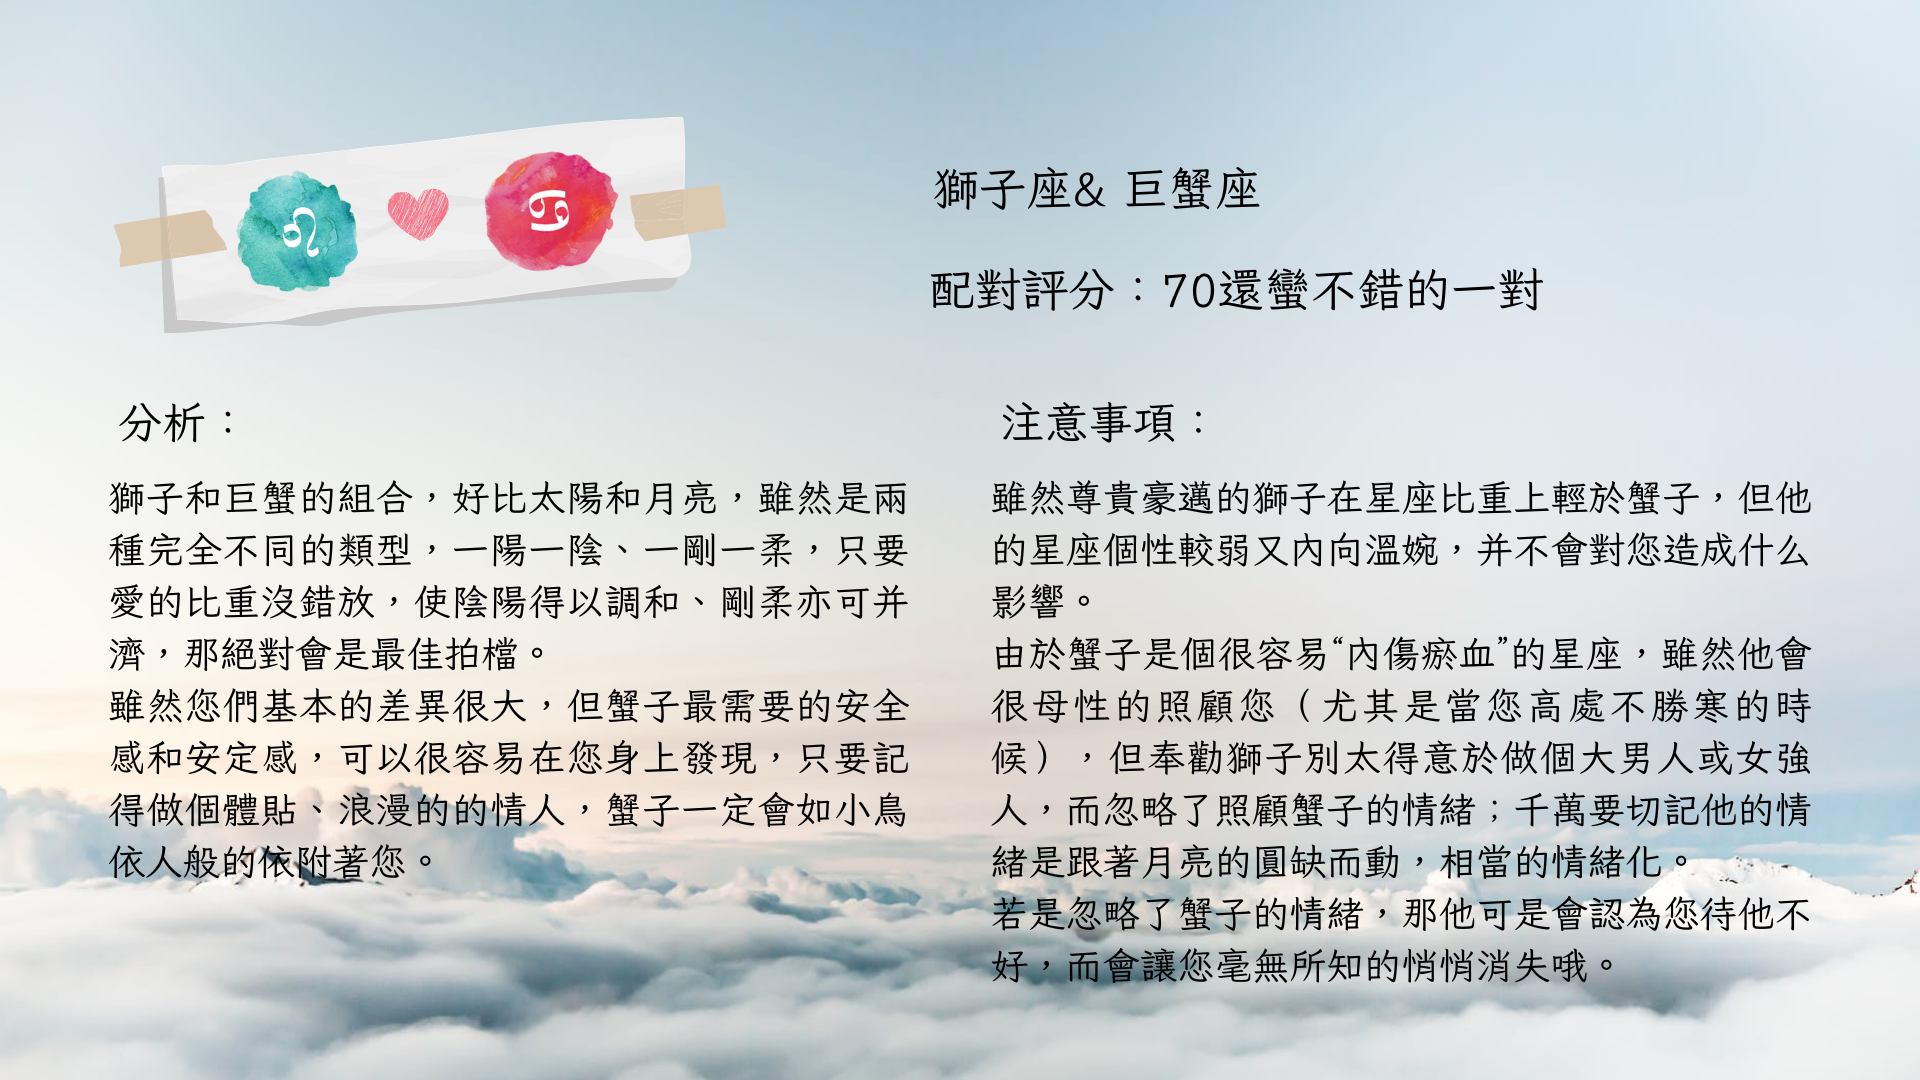 獅子座& 巨蟹座
配對評分：70還蠻不錯的一對
分析：
獅子和巨蟹的組合，好比太陽和月亮，雖然是兩
種完全不同的類型，一陽一陰、一剛一柔，只要
愛的比重沒錯放，使陰陽得以調和、剛柔亦可并
濟，那絕對會是最佳拍檔。
雖然您們基本的差異很大，但蟹子最需要的安全
感和安定感，可以很容易在您身上發現，只要記
得做個體貼、浪漫的的情人，蟹子一定會如小鳥
依人般的依附著您。
注意事項：
雖然尊貴豪邁的獅子在星座比重上輕於蟹子，但他
的星座個性較弱又內向溫婉，并不會對您造成什么
影響。
由於蟹子是個很容易“內傷瘀血”的星座，雖然他會
很母性的照顧您（尤其是當您高處不勝寒的時
候），但奉勸獅子別太得意於做個大男人或女強
人，而忽略了照顧蟹子的情緒；千萬要切記他的情
緒是跟著月亮的圓缺而動，相當的情緒化。
若是忽略了蟹子的情緒，那他可是會認為您待他不
好，而會讓您毫無所知的悄悄消失哦。